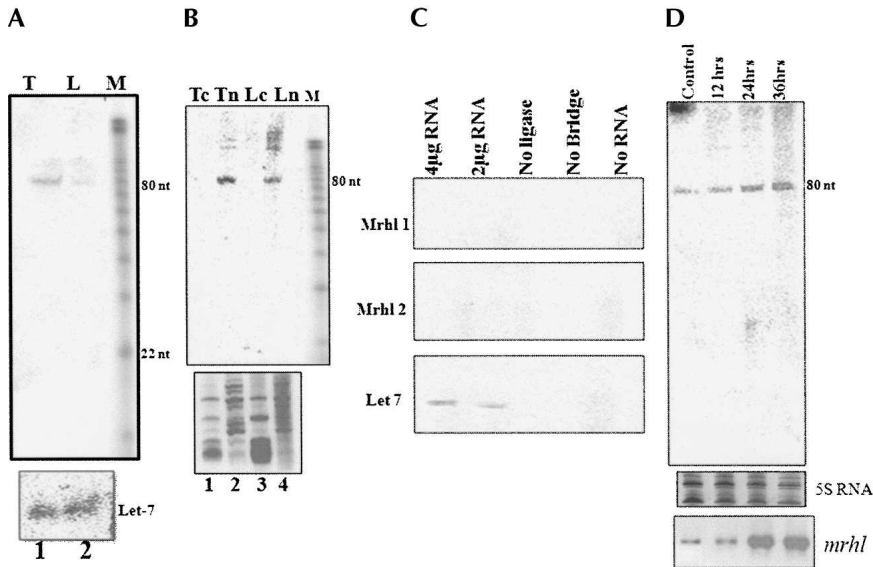 A
T L M
80 nt
22 nt
Let-7
1 2
B
Tc Tn Lc Ln M
80 nt
1 2 3 4
C
4µg RNA
2µg RNA
No ligase
No Bridge
No RNA
Mrhl 1
Mrhl 2
Let 7
D
Control
12 hrs
24hrs
36hrs
80 nt
5S RNA
mrhl